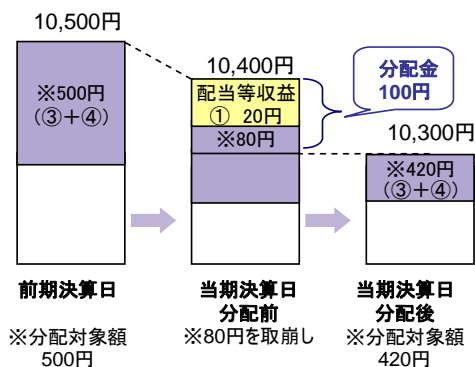 10,500円
※500円
(③+④)
10,400円
配当等収益
① 20円
※80円
分配金
100円
10,300円
※420円
(③+④)
前期決算日
※分配対象額
500円
当期決算日
分配前
※80円を取崩し
当期決算日
分配後
※分配対象額
420円